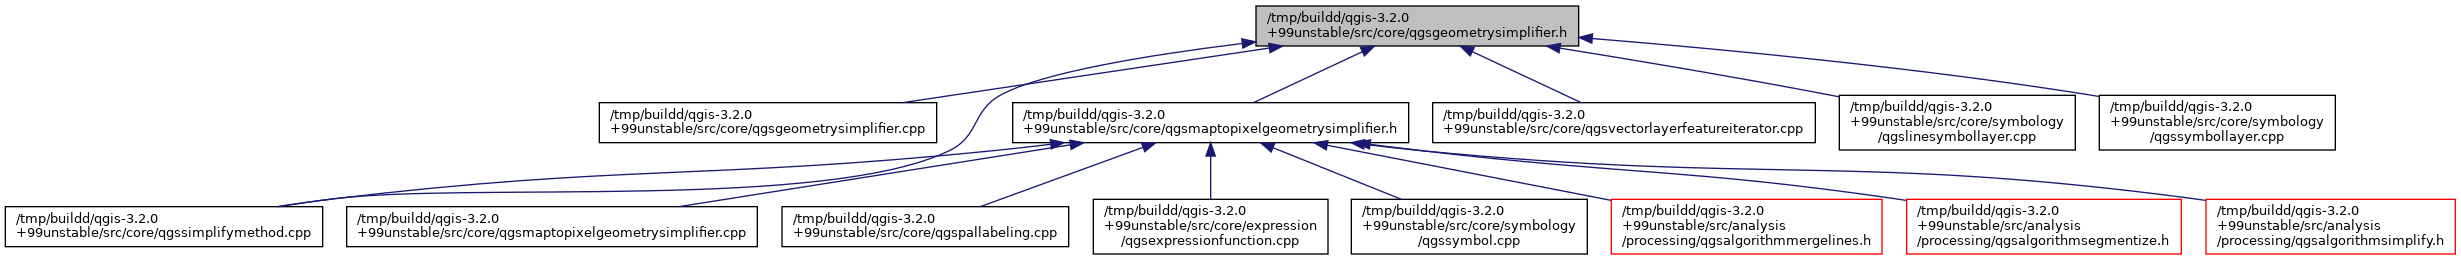 /tmp/buildd/qgis-3.2.0
+99unstable/src/core/qgsgeometrysimplifier.h
/tmp/buildd/qgis-3.2.0
+99unstable/src/core/qgsgeometrysimplifier.cpp
/tmp/buildd/qgis-3.2.0
+99unstable/src/core/qgsmaptopixelgeometrysimplifier.h
/tmp/buildd/qgis-3.2.0
+99unstable/src/core/qgsvectorlayerfeatureiterator.cpp
/tmp/buildd/qgis-3.2.0
+99unstable/src/core/symbology
/qgslinesymbollayer.cpp
/tmp/buildd/qgis-3.2.0
+99unstable/src/core/symbology
/qgssymbollayer.cpp
/tmp/buildd/qgis-3.2.0
+99unstable/src/core/qgssimplifymethod.cpp
/tmp/buildd/qgis-3.2.0
+99unstable/src/core/qgsmaptopixelgeometrysimplifier.cpp
/tmp/buildd/qgis-3.2.0
+99unstable/src/core/qgspallabeling.cpp
/tmp/buildd/qgis-3.2.0
+99unstable/src/core/expression
/qgsexpressionfunction.cpp
/tmp/buildd/qgis-3.2.0
+99unstable/src/core/symbology
/qgssymbol.cpp
/tmp/buildd/qgis-3.2.0
+99unstable/src/analysis
/processing/qgsalgorithmmergelines.h
/tmp/buildd/qgis-3.2.0
+99unstable/src/analysis
/processing/qgsalgorithmsegmentize.h
/tmp/buildd/qgis-3.2.0
+99unstable/src/analysis
/processing/qgsalgorithmsimplify.h